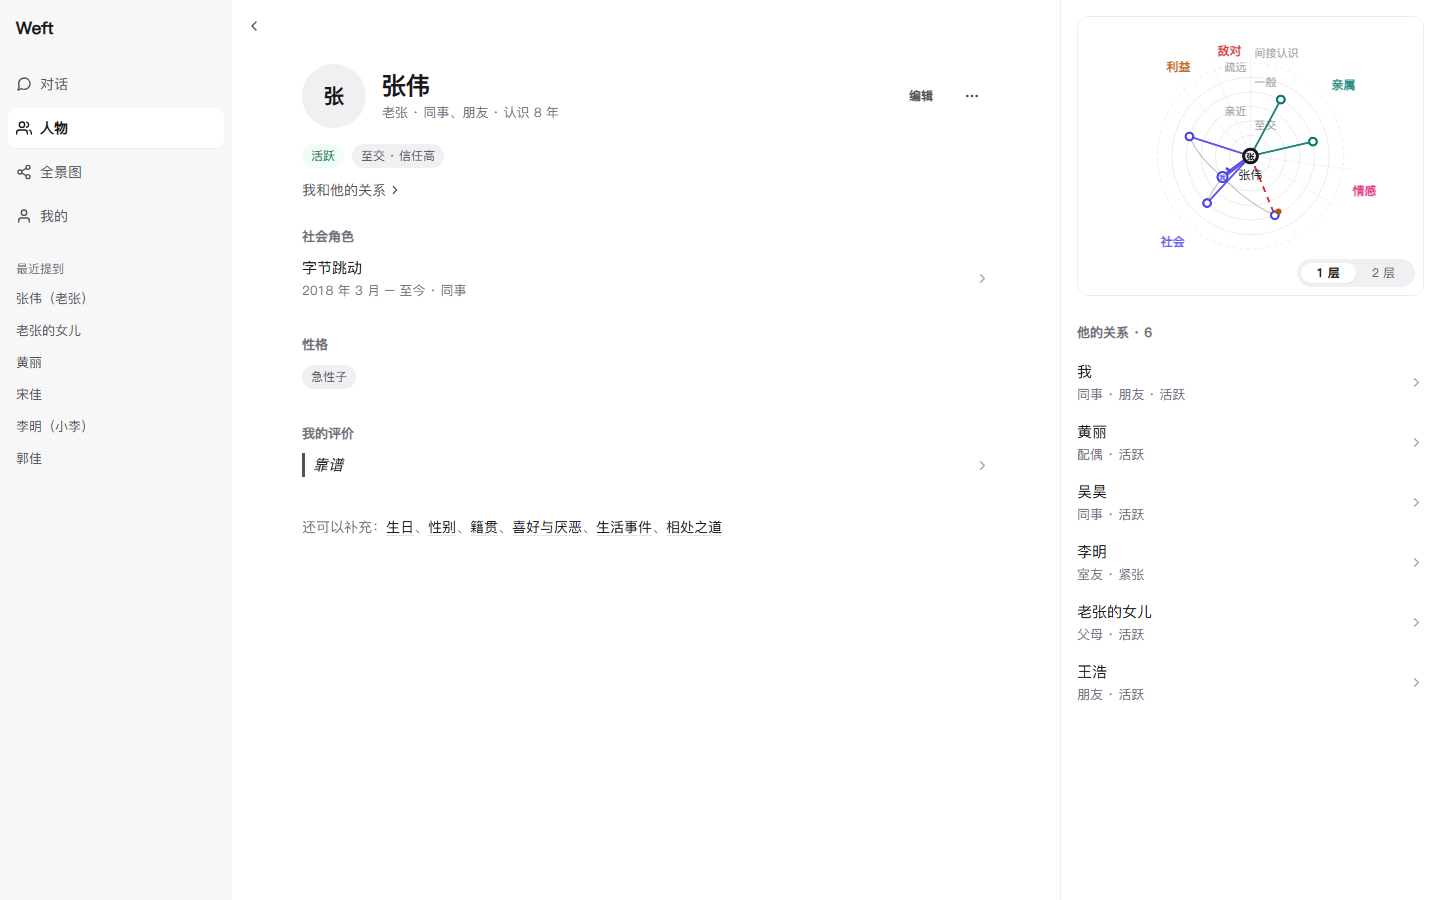 Weft
对话
人物
全景图
我的
最近提到
张伟（老张）
老张的女儿
黄丽
宋佳
李明（小李）
郭佳
张
张伟
老张 · 同事、朋友 · 认识 8 年
编辑
活跃
至交 · 信任高
我和他的关系
社会角色
字节跳动
2018 年 3 月 — 至今 · 同事
性格
急性子
我的评价
靠谱
还可以补充：生日、性别、籍贯、喜好与厌恶、生活事件、相处之道
敌对
间接认识
利益
疏远
一般
亲属
亲近
至交
张
我
张伟
情感
社会
1 层
2 层
他的关系 · 6
我
同事 · 朋友 · 活跃
黄丽
配偶 · 活跃
吴昊
同事 · 活跃
李明
室友 · 紧张
老张的女儿
父母 · 活跃
王浩
朋友 · 活跃